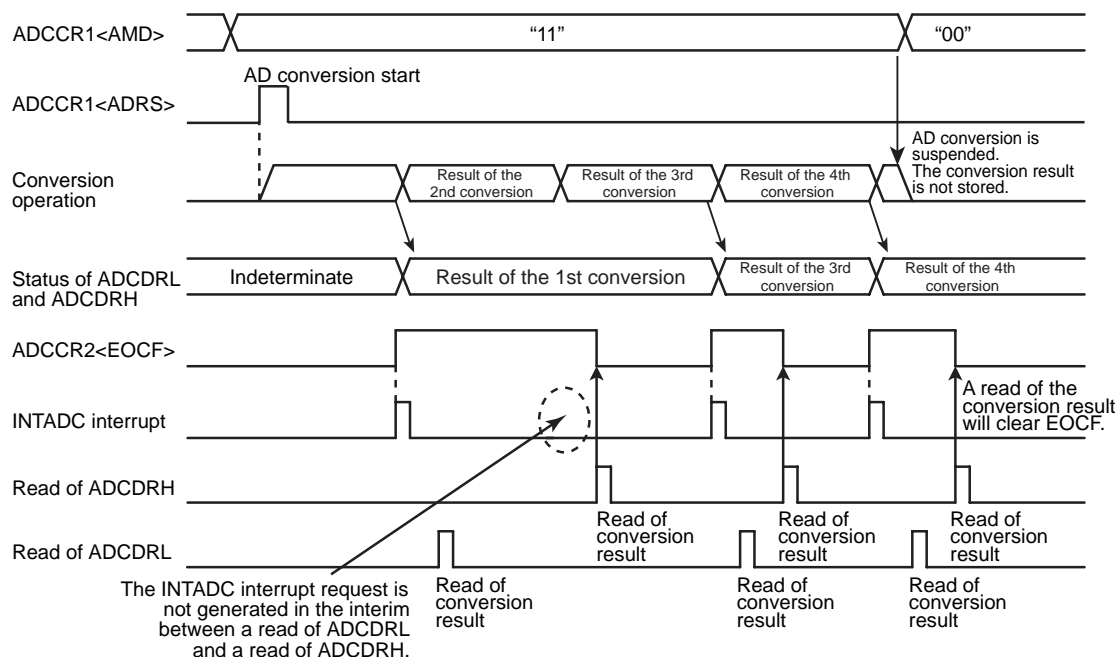 ADCCR1<AMD>
“11”
“00”
AD conversion start
ADCCR1<ADRS>
AD conversion is
suspended.
The conversion result
is not stored.
Conversion
operation
Result of the
2nd conversion
Result of the 3rd
conversion
Result of the 4th
conversion
Status of ADCDRL
and ADCDRH
Indeterminate
Result of the 1st conversion
Result of the 3rd
conversion
Result of the 4th
conversion
ADCCR2<EOCF>
INTADC interrupt
A read of the
conversion result
will clear EOCF.
Read of ADCDRH
Read of
conversion
result
Read of
conversion
result
Read of
conversion
result
Read of ADCDRL
Read of
conversion
result
Read of
conversion
result
Read of
conversion
result
The INTADC interrupt request is
not generated in the interim
between a read of ADCDRL
and a read of ADCDRH.